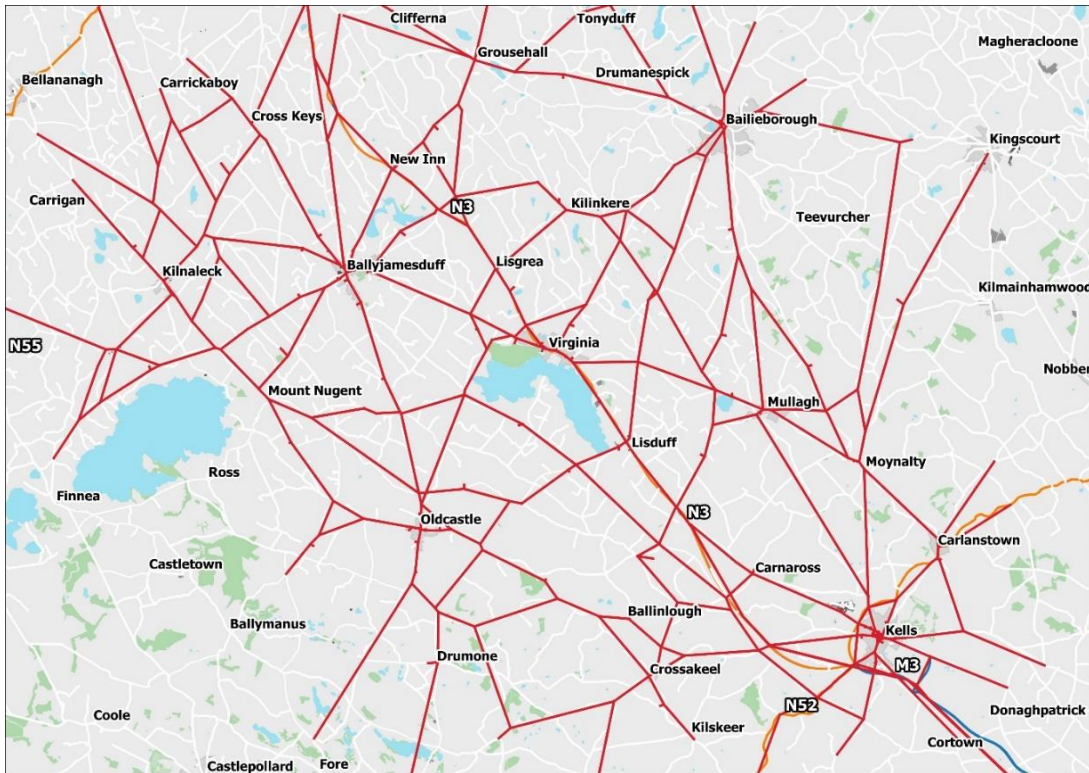 Clifferna
Tonyduff
Magheracloone
Grousehall
Bellananagh
Carrickaboy
Drumanespick
Cross Keys
Bailieborough
Kingscourt
New Inn
Carrigan
N3
Kilinkere
Teevurcher
Kilnaleck
Ballyjamesduff
Lisgrea
Kilmainhamwood
N55
Virginia
Nobber
Mount Nugent
Mullagh
Lisduff
Ross
Moynalty
Finnea
Oldcastle
N3
Carlanstown
Castletown
Carnaross
Ballymanus
Ballinlough
Kells
Drumone
Crossakeel
M3
Coole
N52
Donaghpatrick
Kilskeer
Cortown
Castlepollard
Fore